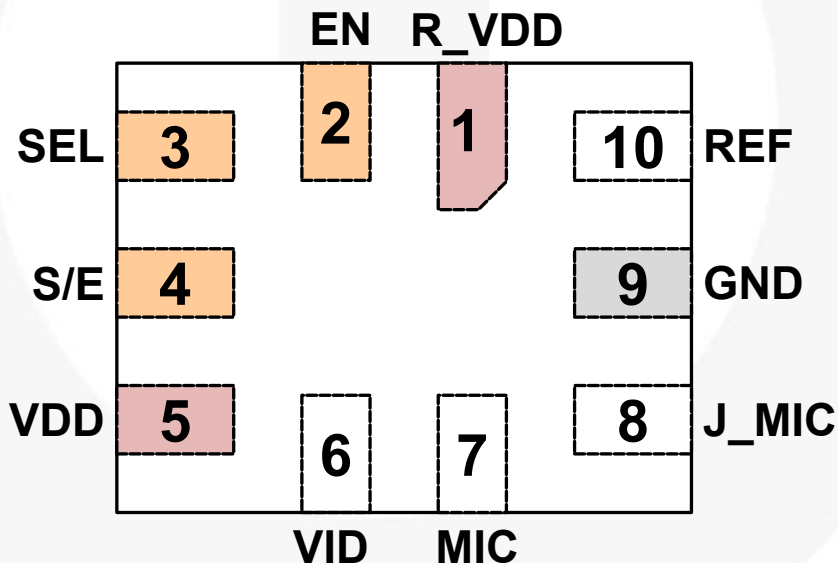 EN R_VDD
2 1
SEL 3 10 REF
S/E 4 9 GND
VDD 5 8 J_MIC
6 7
VID MIC